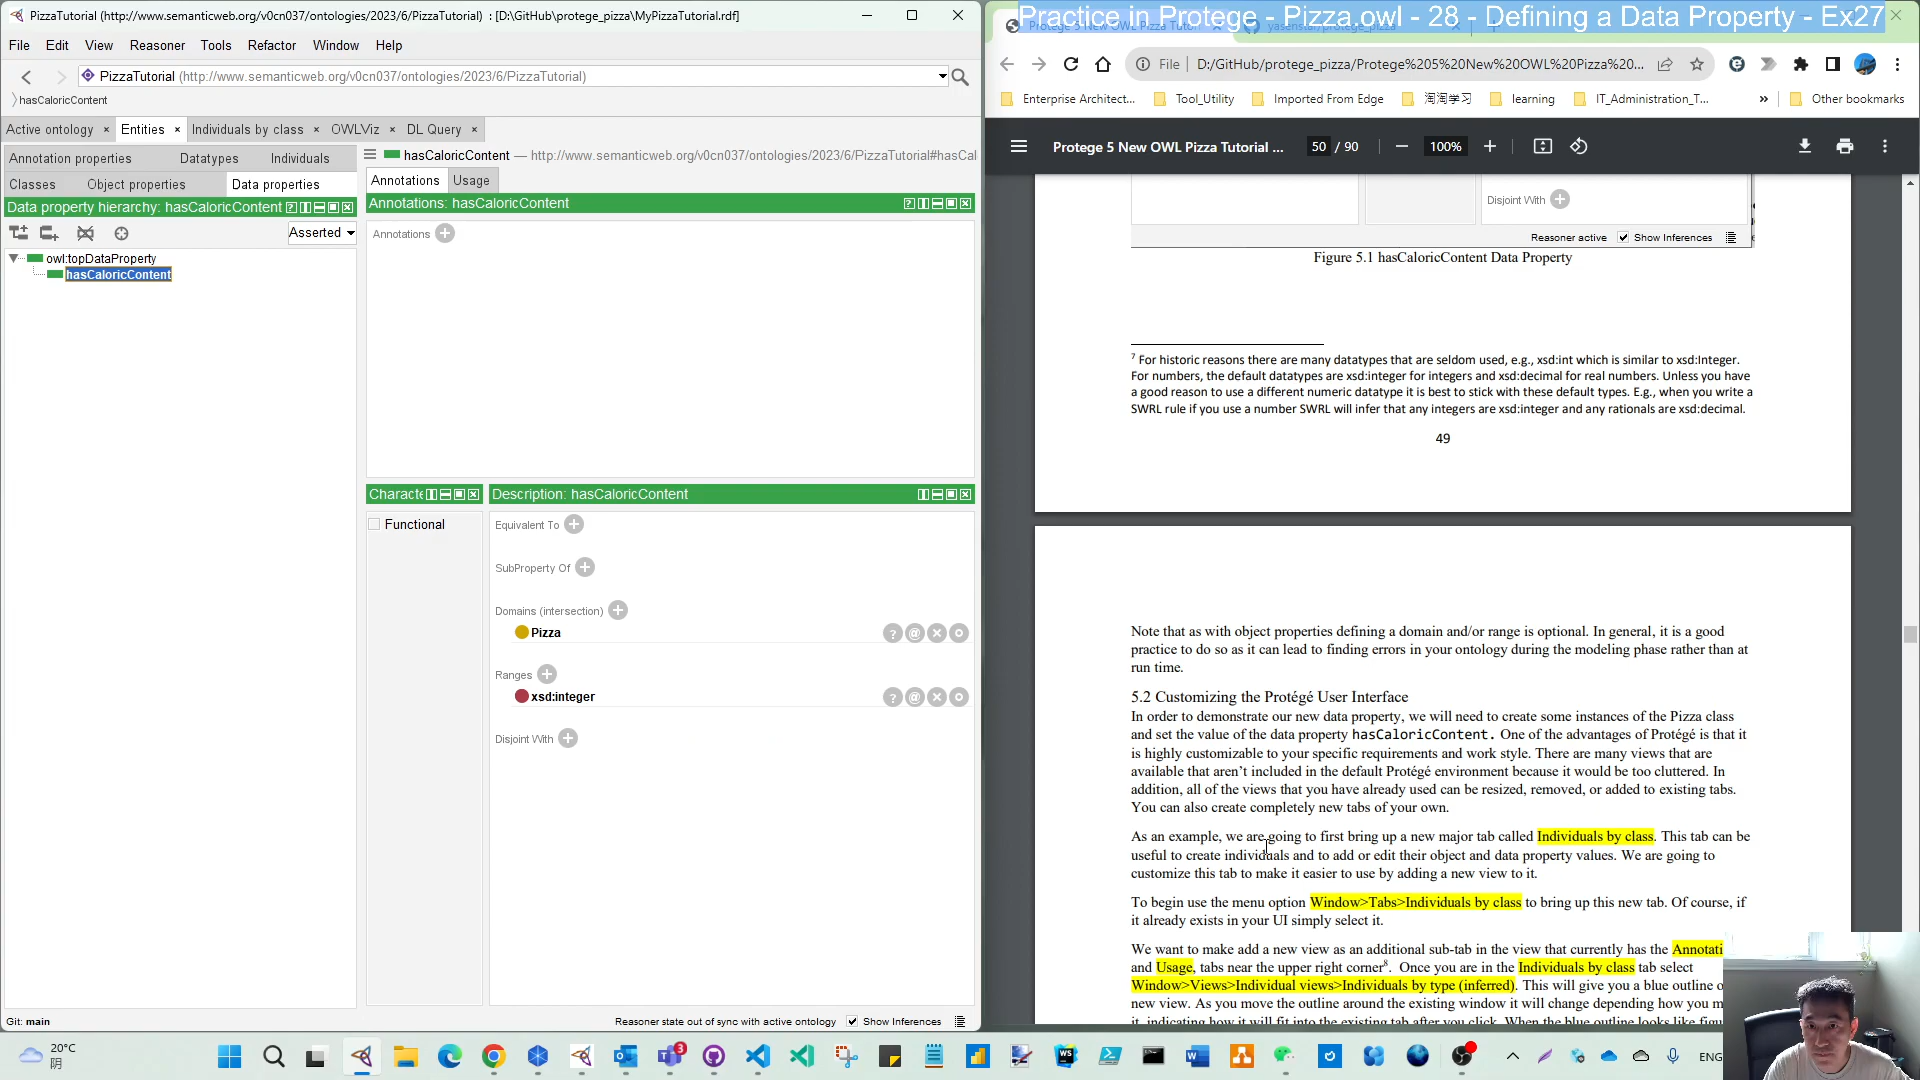 PizzaTutorial (http://www.semanticweb.org/v0cn037/ontologies/2023/6/PizzaTutorial) : [D:\GitHub\protege_pizza\MyPizzaTutorial.rdf]
File Edit View Reasoner Tools Refactor Window Help
PizzaTutorial (http://www.semanticweb.org/v0cn037/ontologies/2023/6/PizzaTutorial)
hasCaloricContent
Active ontology × Entities × Individuals by class × OWLViz × DL Query ×
Annotation properties Datatypes Individuals
Classes Object properties Data properties
Data property hierarchy: hasCaloricContent
Asserted
owl:topDataProperty
hasCaloricContent
hasCaloricContent — http://www.semanticweb.org/v0cn037/ontologies/2023/6/PizzaTutorial#hasCal
Annotations Usage
Annotations: hasCaloricContent
Annotations
Characte
Functional
Description: hasCaloricContent
Equivalent To
SubProperty Of
Domains (intersection)
Pizza
Ranges
xsd:integer
Disjoint With
Git: main
Reasoner state out of sync with active ontology Show Inferences
Practice in Protege - Pizza.owl - 28 - Defining a Data Property - Ex27
File D:/GitHub/protege_pizza/Protege%205%20New%20OWL%20Pizza%20...
Enterprise Architect... Tool_Utility Imported From Edge 淘淘学习 learning IT_Administration_T... » Other bookmarks
Protege 5 New OWL Pizza Tutorial ... 50 / 90 100%
Disjoint With
Reasoner active Show Inferences
Figure 5.1 hasCaloricContent Data Property
7 For historic reasons there are many datatypes that are seldom used, e.g., xsd:int which is similar to xsd:Integer.
For numbers, the default datatypes are xsd:integer for integers and xsd:decimal for real numbers. Unless you have
a good reason to use a different numeric datatype it is best to stick with these default types. E.g., when you write a
SWRL rule if you use a number SWRL will infer that any integers are xsd:integer and any rationals are xsd:decimal.
49
Note that as with object properties defining a domain and/or range is optional. In general, it is a good
practice to do so as it can lead to finding errors in your ontology during the modeling phase rather than at
run time.
5.2 Customizing the Protégé User Interface
In order to demonstrate our new data property, we will need to create some instances of the Pizza class
and set the value of the data property hasCaloricContent. One of the advantages of Protégé is that it
is highly customizable to your specific requirements and work style. There are many views that are
available that aren't included in the default Protégé environment because it would be too cluttered. In
addition, all of the views that you have already used can be resized, removed, or added to existing tabs.
You can also create completely new tabs of your own.
As an example, we are going to first bring up a new major tab called Individuals by class. This tab can be
useful to create individuals and to add or edit their object and data property values. We are going to
customize this tab to make it easier to use by adding a new view to it.
To begin use the menu option Window>Tabs>Individuals by class to bring up this new tab. Of course, if
it already exists in your UI simply select it.
We want to make add a new view as an additional sub-tab in the view that currently has the Annotati
and Usage, tabs near the upper right corner8. Once you are in the Individuals by class tab select
Window>Views>Individual views>Individuals by type (inferred). This will give you a blue outline o
new view. As you move the outline around the existing window it will change depending how you m
it, indicating how it will fit into the existing tab after you click. When the blue outline looks like figu
20°C
阴
3
ENG